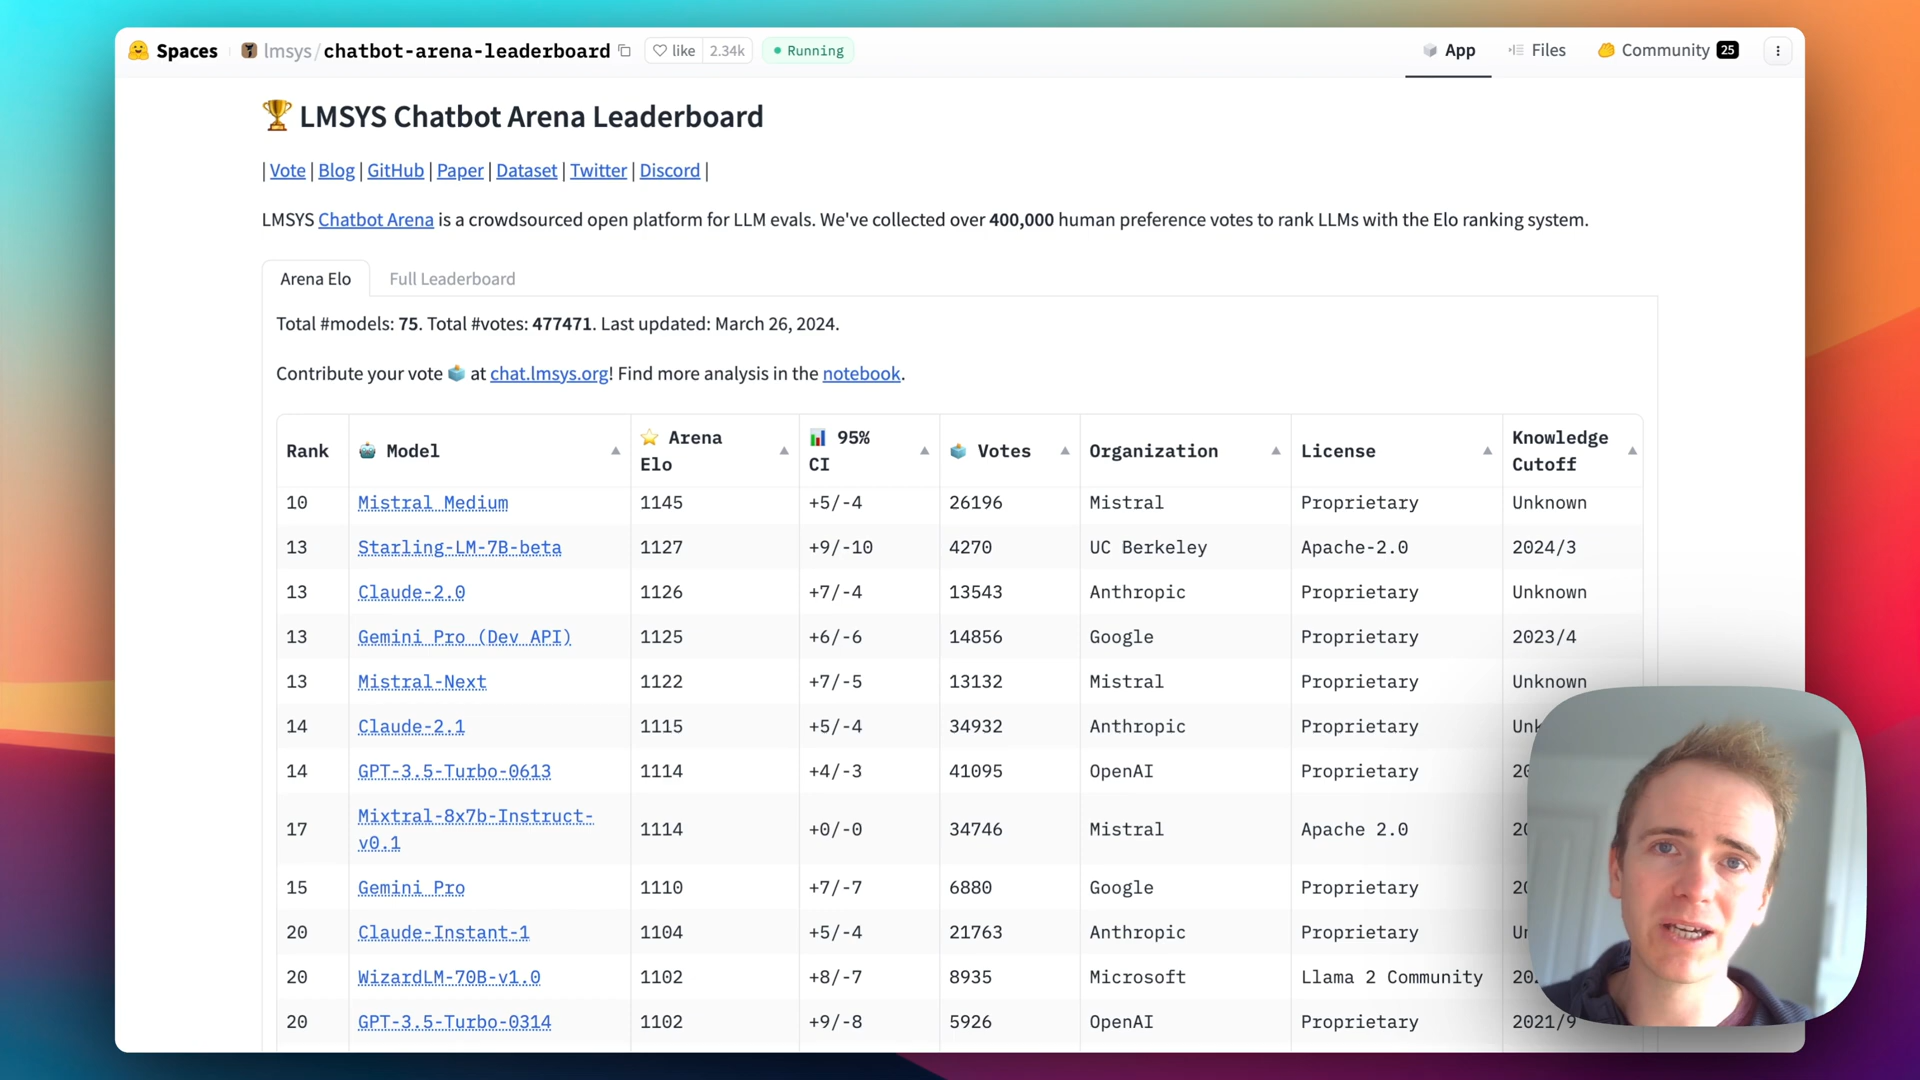 Spaces lmsys/chatbot-arena-leaderboard like 2.34k Running App Files Community 25
LMSYS Chatbot Arena Leaderboard
| Vote | Blog | GitHub | Paper | Dataset | Twitter | Discord |
LMSYS Chatbot Arena is a crowdsourced open platform for LLM evals. We've collected over 400,000 human preference votes to rank LLMs with the Elo ranking system.
Arena Elo Full Leaderboard
Total #models: 75. Total #votes: 477471. Last updated: March 26, 2024.
Contribute your vote at chat.lmsys.org! Find more analysis in the notebook.
Rank Model Arena Elo 95% CI Votes Organization License Knowledge Cutoff
10 Mistral Medium 1145 +5/-4 26196 Mistral Proprietary Unknown
13 Starling-LM-7B-beta 1127 +9/-10 4270 UC Berkeley Apache-2.0 2024/3
13 Claude-2.0 1126 +7/-4 13543 Anthropic Proprietary Unknown
13 Gemini Pro (Dev API) 1125 +6/-6 14856 Google Proprietary 2023/4
13 Mistral-Next 1122 +7/-5 13132 Mistral Proprietary Unknown
14 Claude-2.1 1115 +5/-4 34932 Anthropic Proprietary
14 GPT-3.5-Turbo-0613 1114 +4/-3 41095 OpenAI Proprietary
17 Mixtral-8x7b-Instruct-v0.1 1114 +0/-0 34746 Mistral Apache 2.0
15 Gemini Pro 1110 +7/-7 6880 Google Proprietary
20 Claude-Instant-1 1104 +5/-4 21763 Anthropic Proprietary
20 WizardLM-70B-v1.0 1102 +8/-7 8935 Microsoft Llama 2 Community
20 GPT-3.5-Turbo-0314 1102 +9/-8 5926 OpenAI Proprietary 2021/9